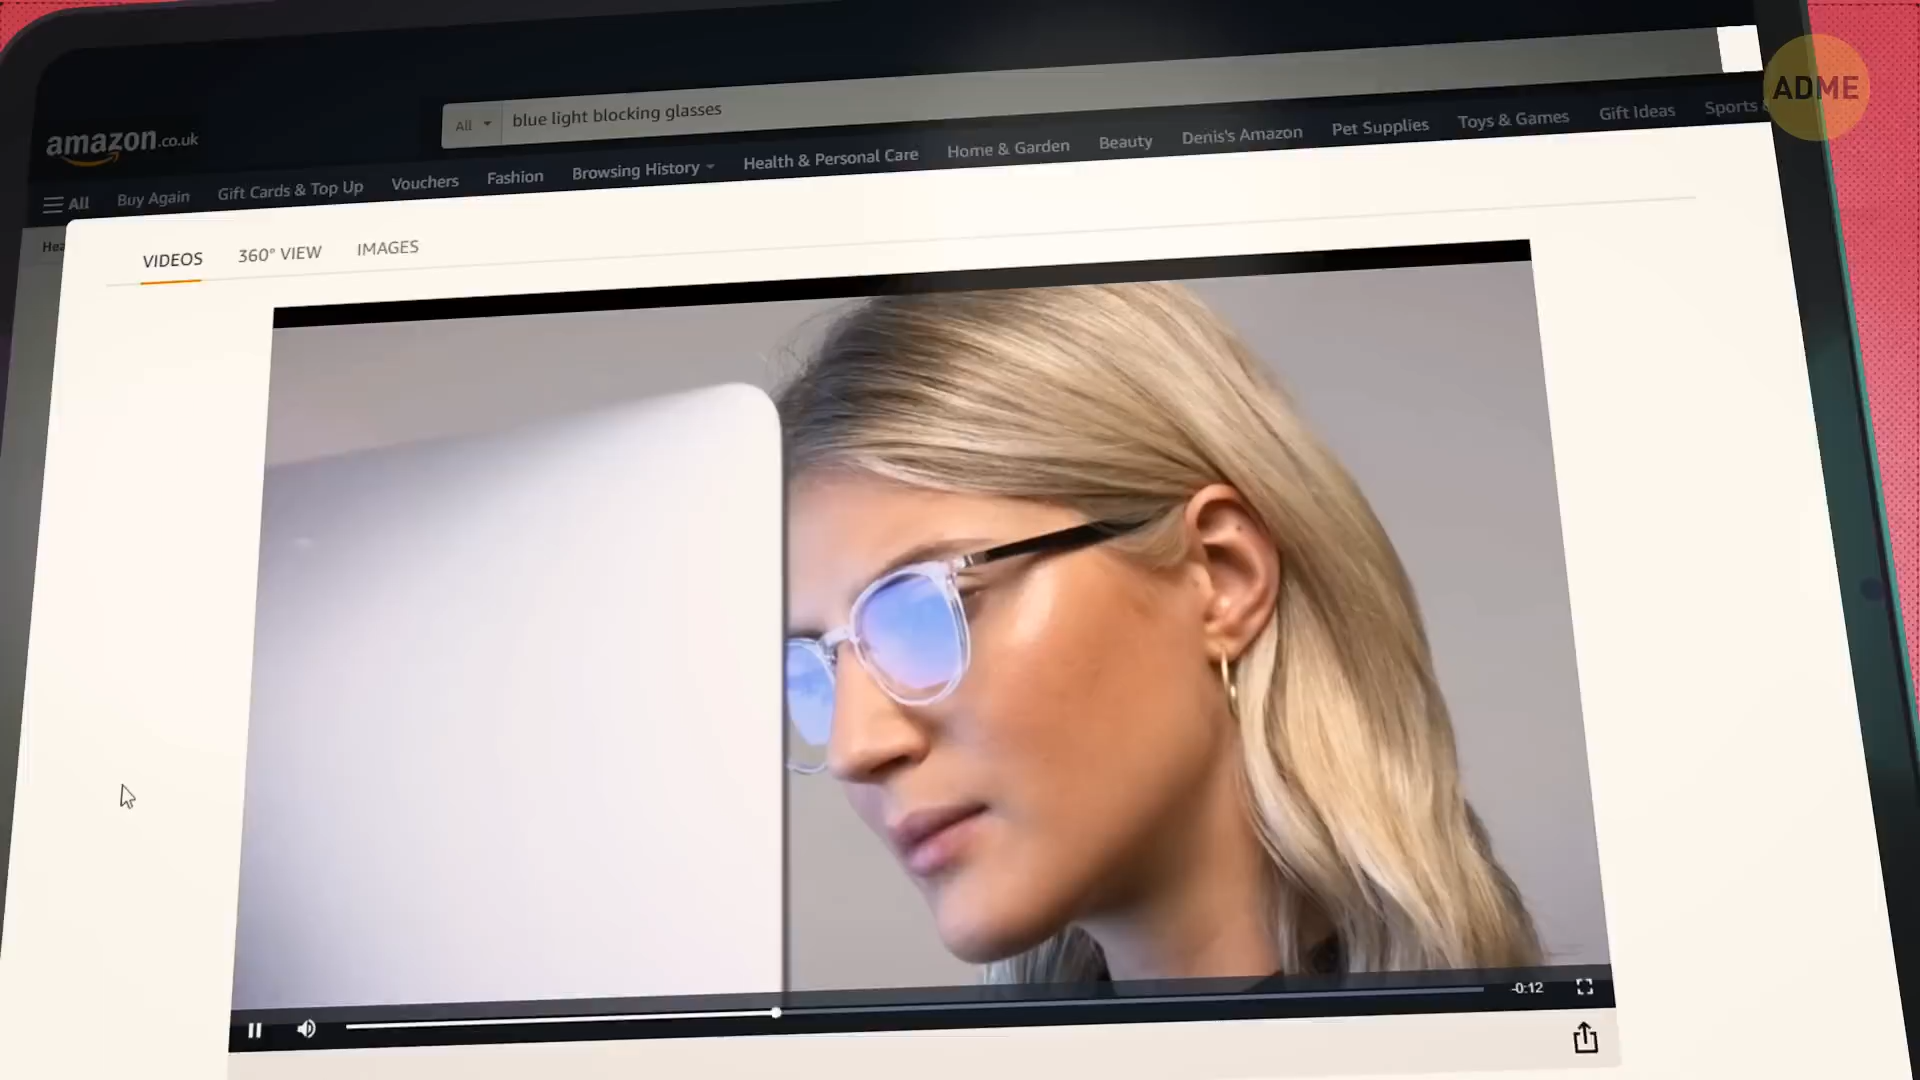 ADME
amazon.co.uk
All
blue light blocking glasses
All
Buy Again
Gift Cards & Top Up
Vouchers
Fashion
Browsing History
Health & Personal Care
Home & Garden
Beauty
Denis's Amazon
Pet Supplies
Toys & Games
Gift Ideas
Sports
VIDEOS
360° VIEW
IMAGES
-0:12